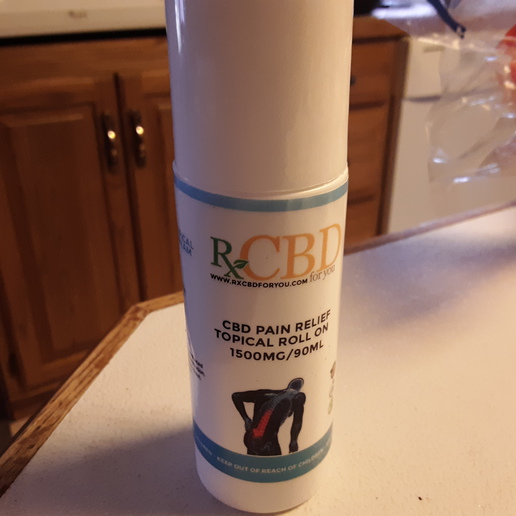 RxCBD
for you
WWW.RXCBDFORYOU.COM
CBD PAIN RELIEF
TOPICAL ROLL ON
1500MG/90ML
KEEP OUT OF REACH OF CHILDREN